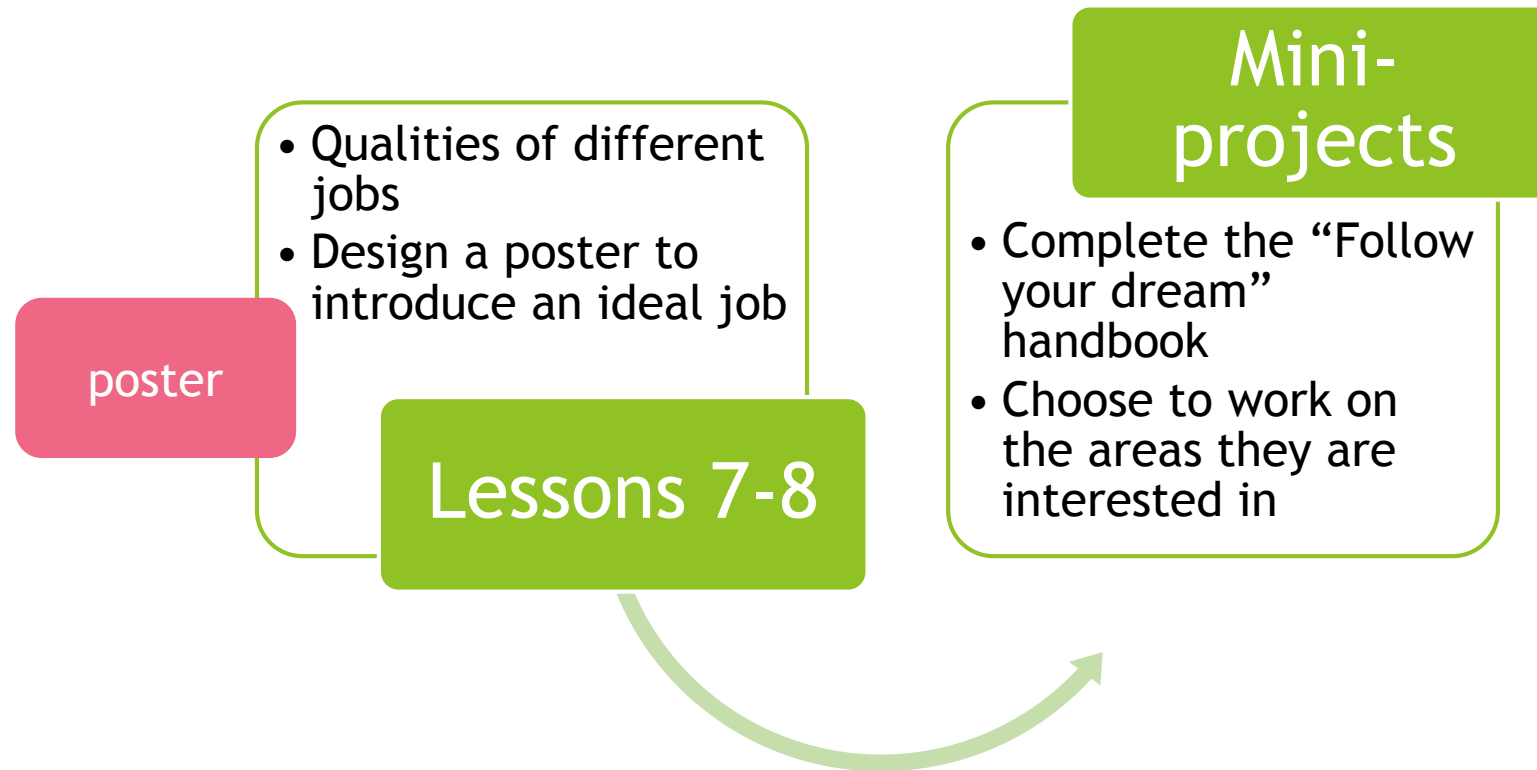 poster
• Qualities of different
jobs
• Design a poster to
introduce an ideal job
Lessons 7-8
Mini-
projects
• Complete the “Follow
your dream”
handbook
• Choose to work on
the areas they are
interested in